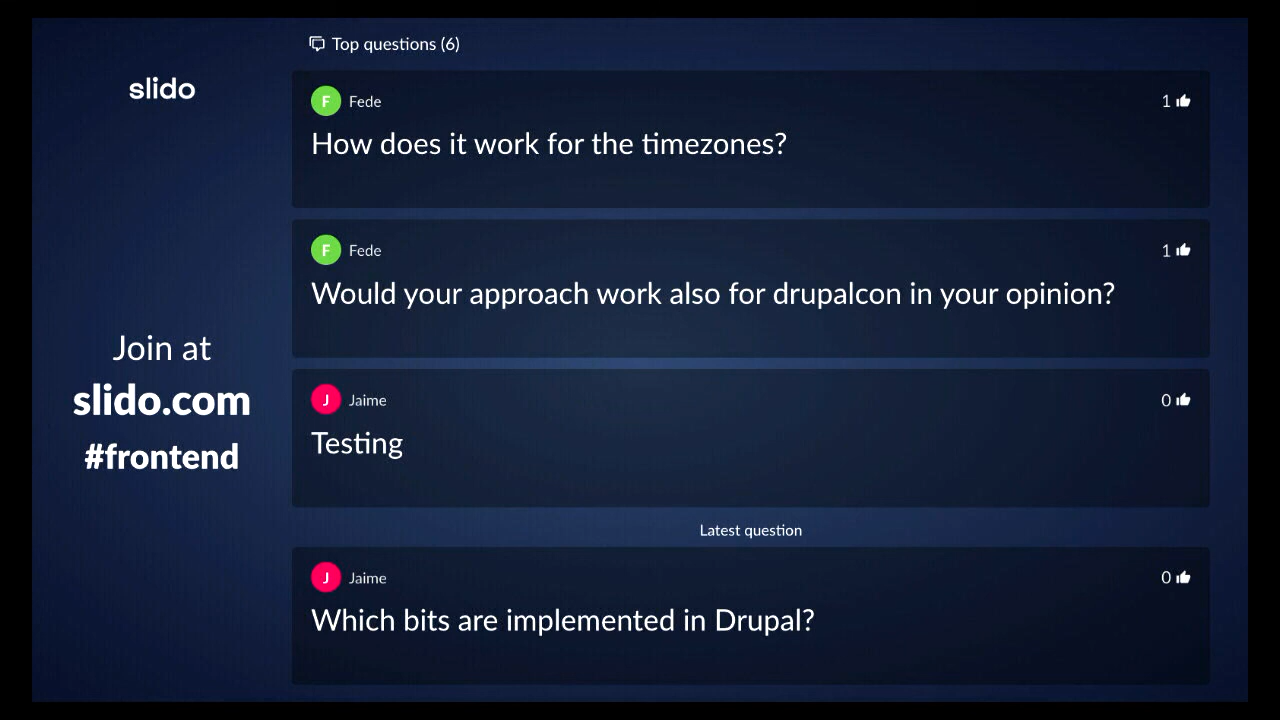 slido
Join at
slido.com
#frontend
Top questions (6)
F Fede 1
How does it work for the timezones?
F Fede 1
Would your approach work also for drupalcon in your opinion?
J Jaime 0
Testing
Latest question
J Jaime 0
Which bits are implemented in Drupal?